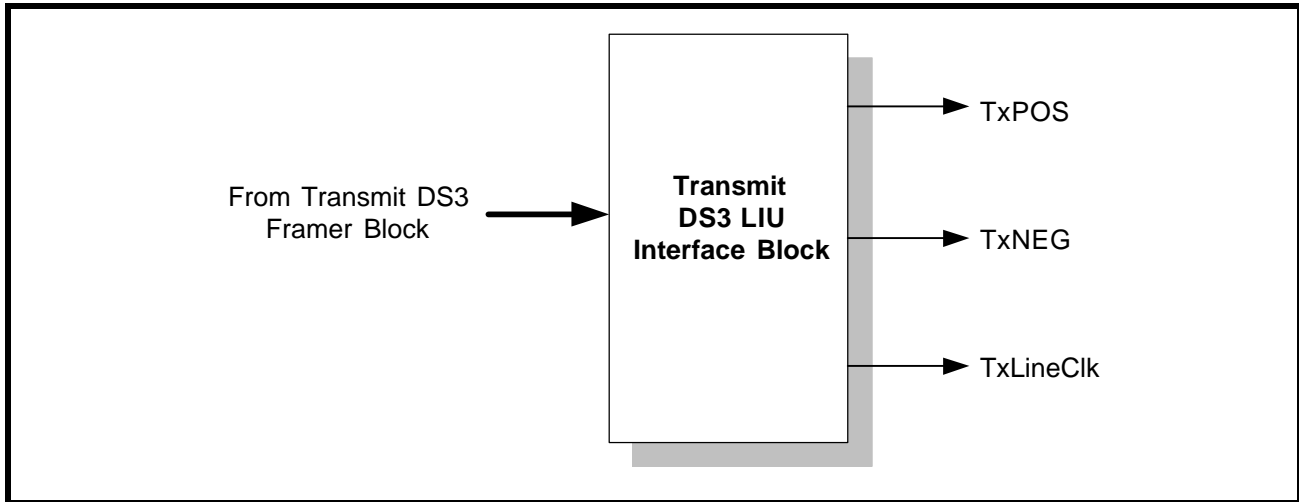 From Transmit DS3
Framer Block
Transmit
DS3 LIU
Interface Block
TxPOS
TxNEG
TxLineClk